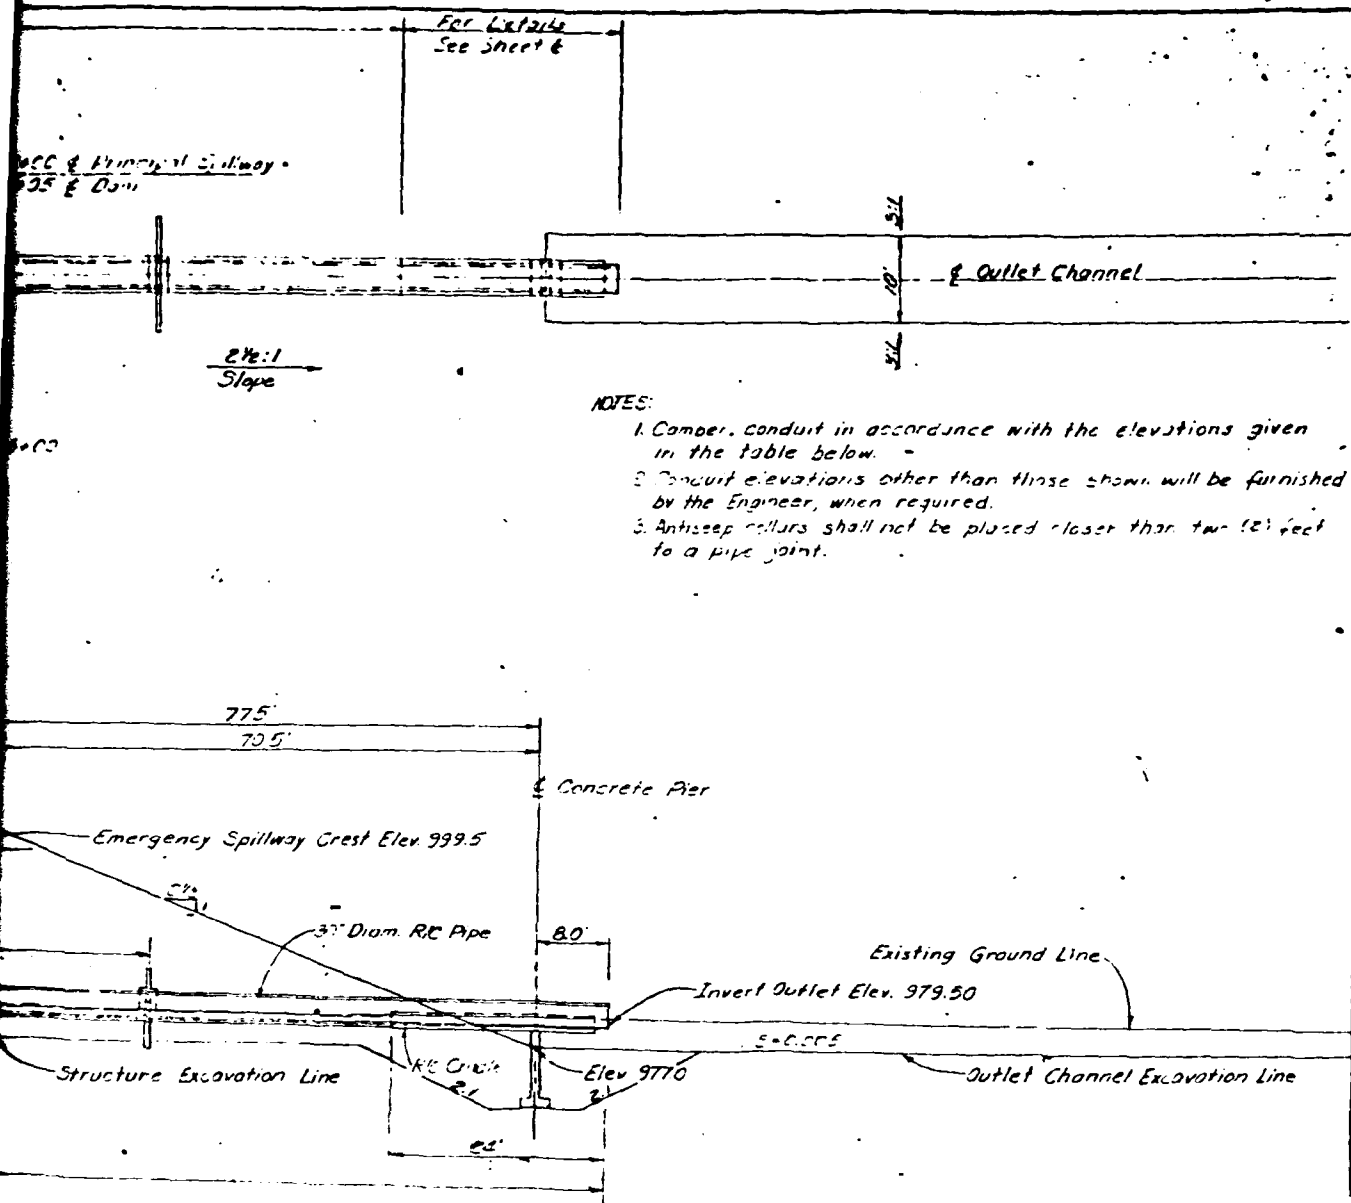 For Details
See Sheet
℄ Principal Spillway
℄ Dam
3:1
10'
℄ Outlet Channel
3:1
2½:1
Slope
NOTES:
1. Camber conduit in accordance with the elevations given
in the table below.
2. Conduit elevations other than those shown will be furnished
by the Engineer, when required.
3. Antiseep collars shall not be placed closer than two (2) feet
to a pipe joint.
77.5'
70.5'
℄ Concrete Pier
Emergency Spillway Crest Elev. 999.5
Diam. R/C Pipe
8.0'
Existing Ground Line
Invert Outlet Elev. 979.50
Structure Excavation Line
R/C Cradle
2:1
Elev 977.0
Outlet Channel Excavation Line